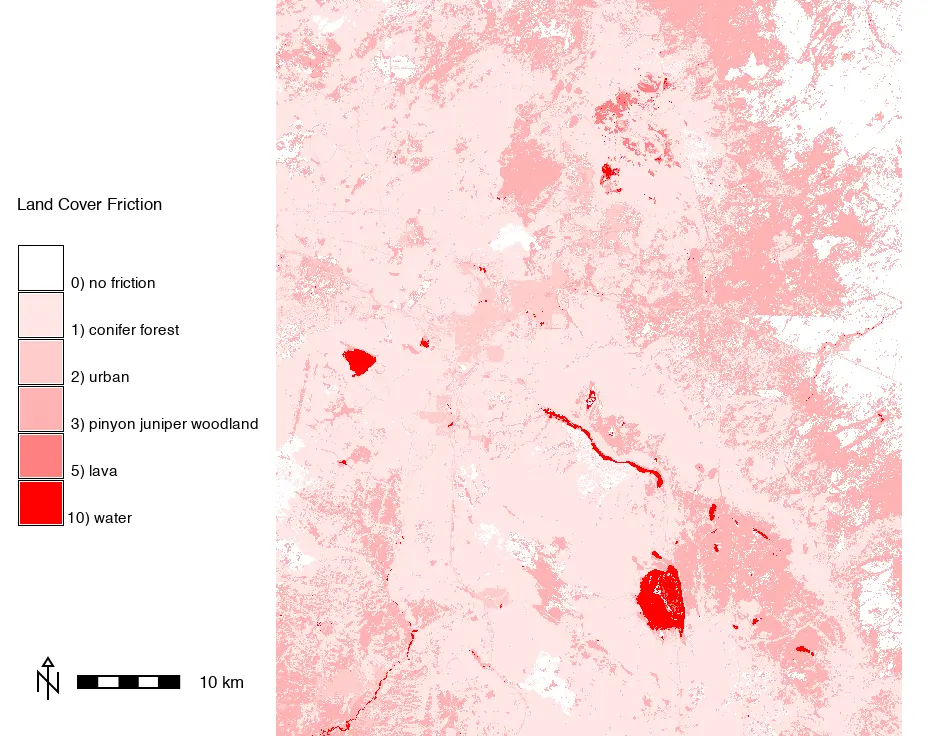 Land Cover Friction
0) no friction
1) conifer forest
2) urban
3) pinyon juniper woodland
5) lava
10) water
N
10 km